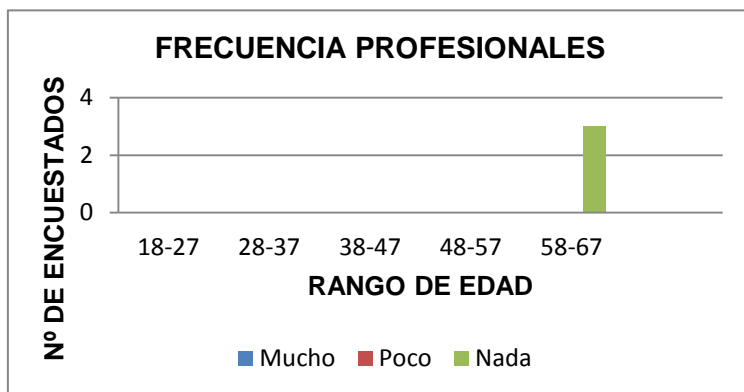 FRECUENCIA PROFESIONALES
Nº DE ENCUESTADOS
4
2
0
18-27 28-37 38-47 48-57 58-67
RANGO DE EDAD
Mucho Poco Nada